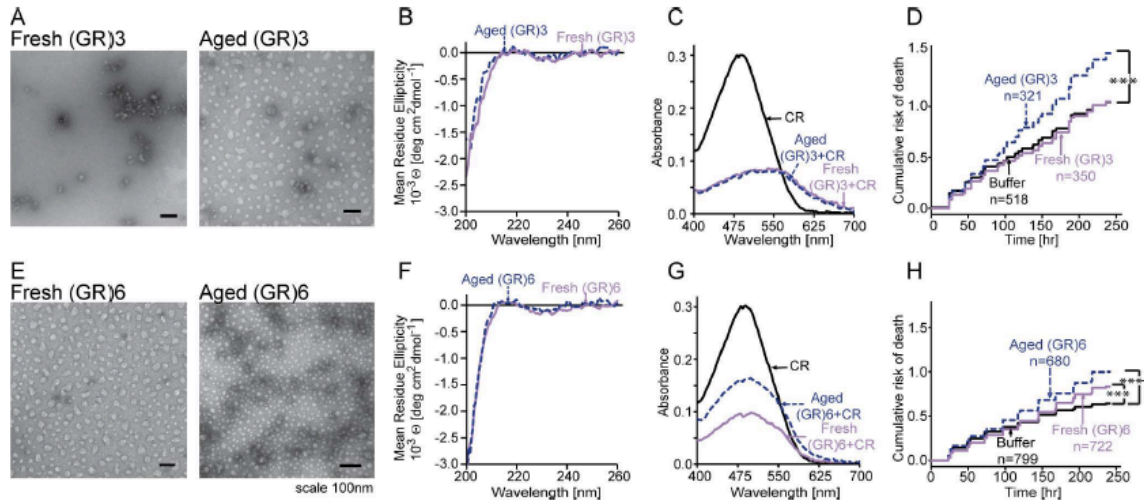 A
Fresh (GR)3
Aged (GR)3
B
Aged (GR)3
Fresh (GR)3
0.0
-0.5
-1.0
-1.5
-2.0
-2.5
-3.0
200
220
240
260
Mean Residue Ellipticity
10⁻³ Θ [deg cm² dmol⁻¹]
Wavelength [nm]
C
0.3
0.2
0.1
0.0
400
475
550
625
700
Absorbance
Wavelength [nm]
CR
Aged
(GR)3+CR
Fresh
(GR)3+CR
D
1.5
1.0
0.5
0.0
0
50
100
150
200
250
Cumulative risk of death
Time [hr]
Aged (GR)3
n=321
***
Fresh (GR)3
n=350
Buffer
n=518
E
Fresh (GR)6
Aged (GR)6
scale 100nm
F
Aged (GR)6
Fresh (GR)6
0.0
-.5
-1.0
-1.5
-2.0
-2.5
-3.0
200
220
240
260
Mean Residue Ellipticity
10⁻³ Θ [deg cm² dmol⁻¹]
Wavelength [nm]
G
0.3
0.2
0.1
0.0
400
475
550
625
700
Absorbance
Wavelength [nm]
CR
Aged
(GR)6+CR
Fresh
(GR)6+CR
H
1.5
1.0
0.5
0.0
0
50
100
150
200
250
Cumulative risk of death
Time [hr]
Aged (GR)6
n=680
***
***
Fresh (GR)6
n=722
Buffer
n=799